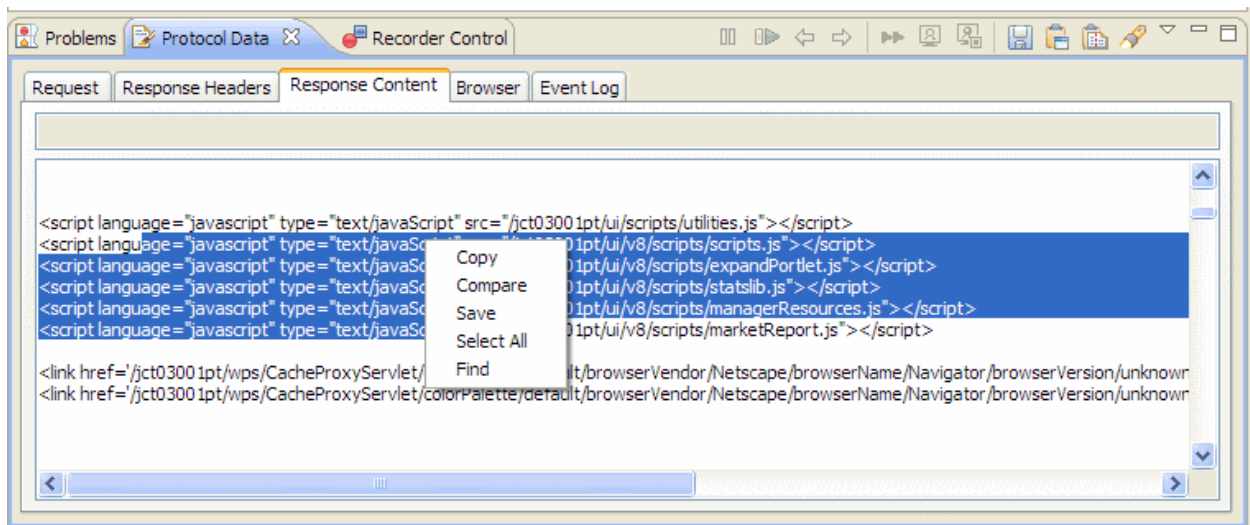 Problems Protocol Data Recorder Control
Request Response Headers Response Content Browser Event Log
<script language="javascript" type="text/javaScript" src="/jct03001pt/ui/scripts/utilities.js"></script>
<script language="javascript" type="text/javaSc 1pt/ui/v8/scripts/scripts.js"></script>
<script language="javascript" type="text/javaSc 1pt/ui/v8/scripts/expandPortlet.js"></script>
<script language="javascript" type="text/javaSc 1pt/ui/v8/scripts/statslib.js"></script>
<script language="javascript" type="text/javaSc 1pt/ui/v8/scripts/managerResources.js"></script>
<script language="javascript" type="text/javaSc 1pt/ui/v8/scripts/marketReport.js"></script>
Copy
Compare
Save
Select All
Find
<link href='/jct03001pt/wps/CacheProxyServlet/ lt/browserVendor/Netscape/browserName/Navigator/browserVersion/unknown
<link href='/jct03001pt/wps/CacheProxyServlet/colorPalette/default/browserVendor/Netscape/browserName/Navigator/browserVersion/unknown